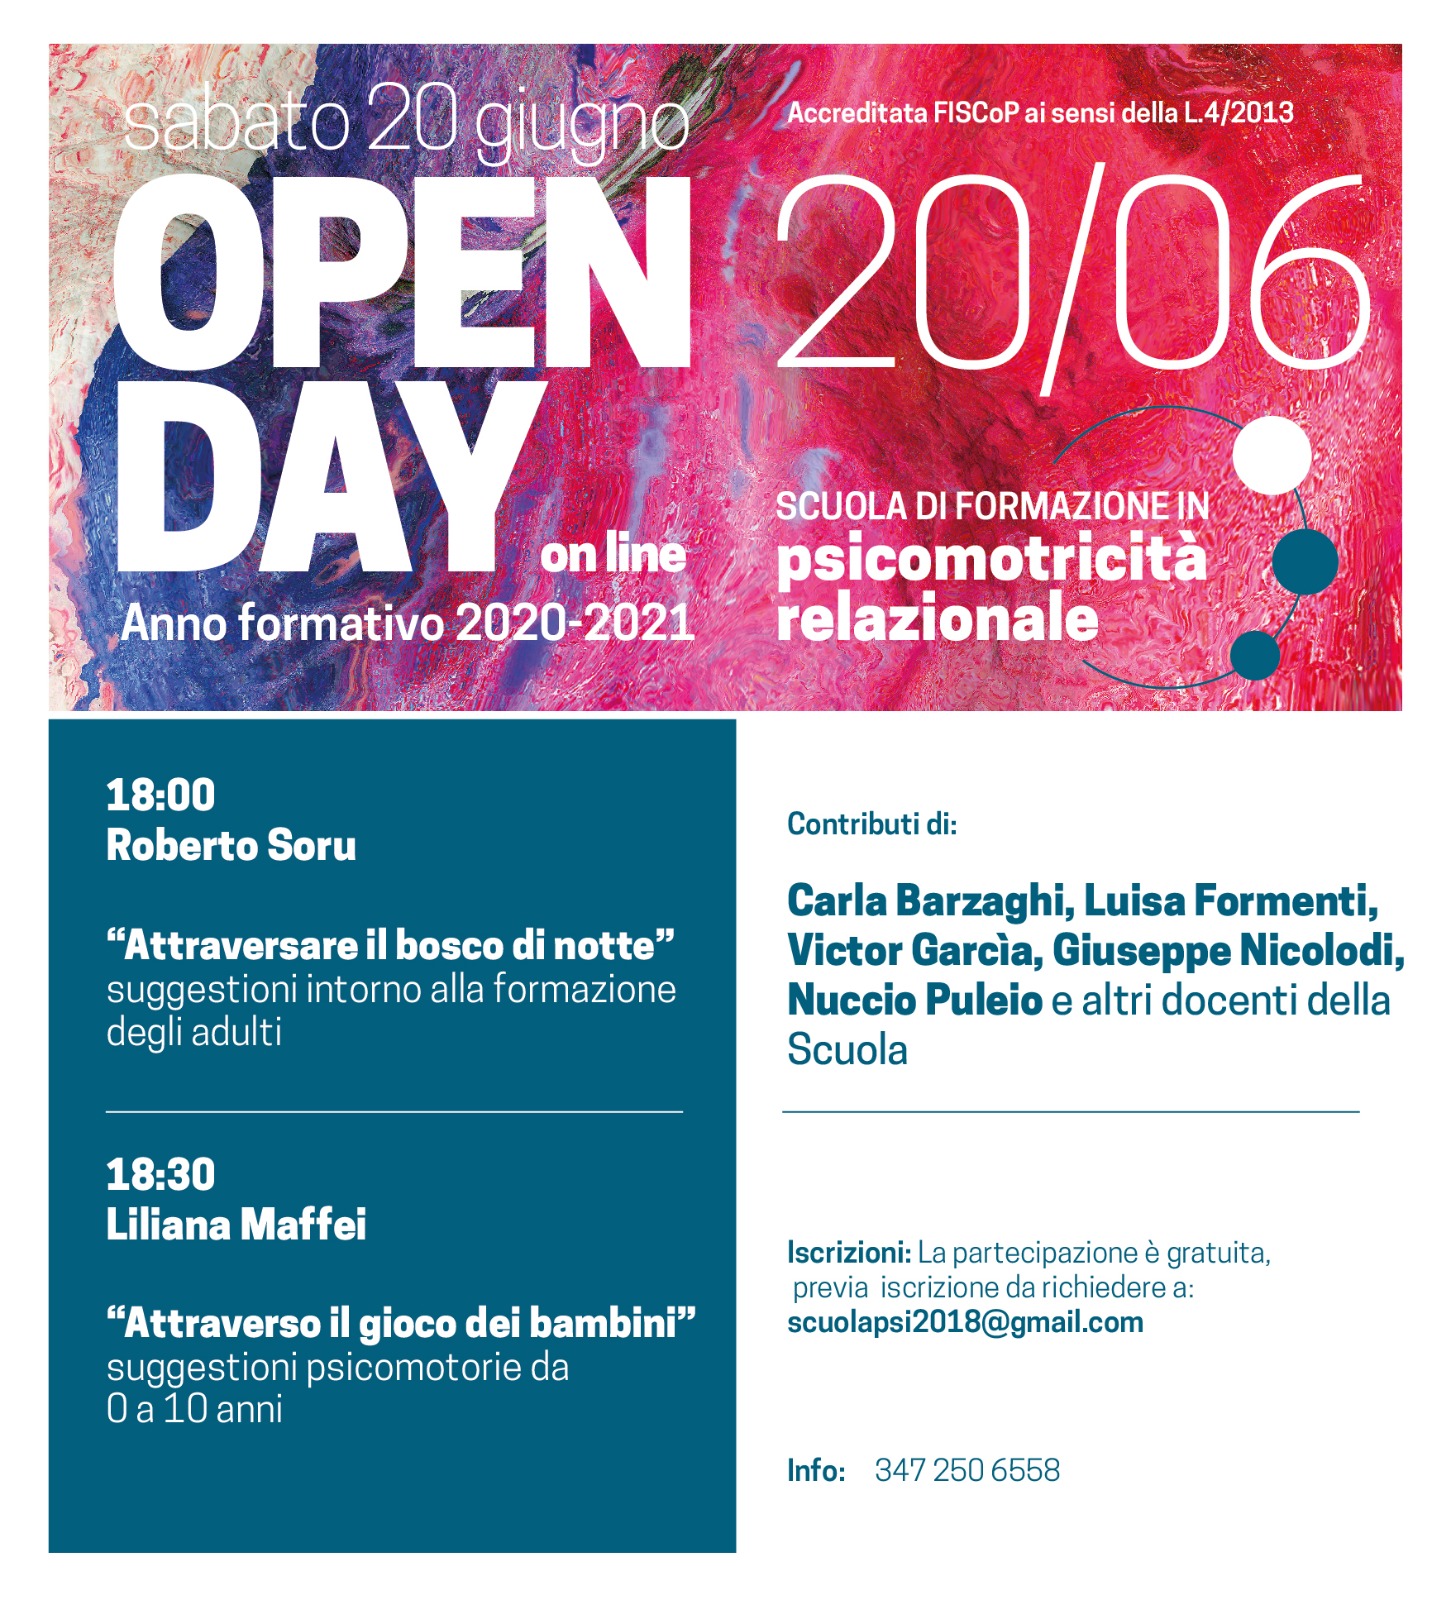 sabato 20 giugno
OPEN
DAY on line
Anno formativo 2020-2021
Accreditata FISCoP ai sensi della L.4/2013
20/06
SCUOLA DI FORMAZIONE IN
psicomotricità
relazionale
18:00
Roberto Soru
“Attraversare il bosco di notte”
suggestioni intorno alla formazione
degli adulti
18:30
Liliana Maffei
“Attraverso il gioco dei bambini”
suggestioni psicomotorie da
0 a 10 anni
Contributi di:
Carla Barzaghi, Luisa Formenti,
Victor Garcìa, Giuseppe Nicolodi,
Nuccio Puleio e altri docenti della
Scuola
Iscrizioni: La partecipazione è gratuita,
previa iscrizione da richiedere a:
scuolapsi2018@gmail.com
Info: 347 250 6558